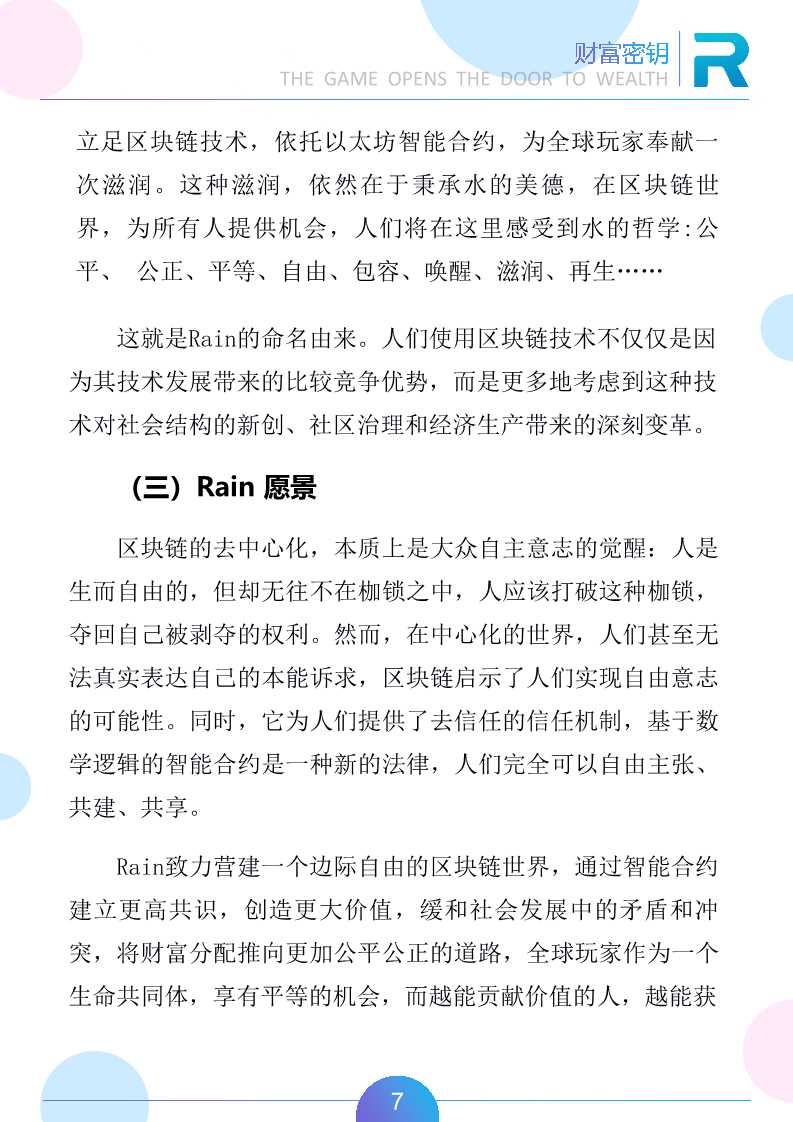 财富密钥
THE GAME OPENS THE DOOR TO WEALTH
立足区块链技术，依托以太坊智能合约，为全球玩家奉献一
次滋润。这种滋润，依然在于秉承水的美德，在区块链世
界，为所有人提供机会，人们将在这里感受到水的哲学:公
平、 公正、平等、自由、包容、唤醒、滋润、再生……
这就是Rain的命名由来。人们使用区块链技术不仅仅是因
为其技术发展带来的比较竞争优势，而是更多地考虑到这种技
术对社会结构的新创、社区治理和经济生产带来的深刻变革。
（三）Rain 愿景
区块链的去中心化，本质上是大众自主意志的觉醒：人是
生而自由的，但却无往不在枷锁之中，人应该打破这种枷锁，
夺回自己被剥夺的权利。然而，在中心化的世界，人们甚至无
法真实表达自己的本能诉求，区块链启示了人们实现自由意志
的可能性。同时，它为人们提供了去信任的信任机制，基于数
学逻辑的智能合约是一种新的法律，人们完全可以自由主张、
共建、共享。
Rain致力营建一个边际自由的区块链世界，通过智能合约
建立更高共识，创造更大价值，缓和社会发展中的矛盾和冲
突，将财富分配推向更加公平公正的道路，全球玩家作为一个
生命共同体，享有平等的机会，而越能贡献价值的人，越能获
7